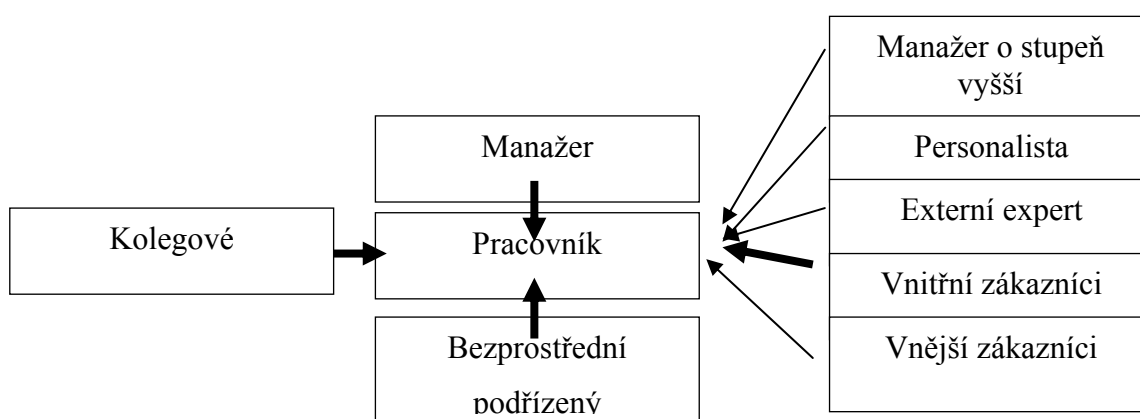 Manažer o stupeň
vyšší
Manažer
Personalista
Kolegové
Pracovník
Externí expert
Vnitřní zákazníci
Bezprostřední
podřízený
Vnější zákazníci